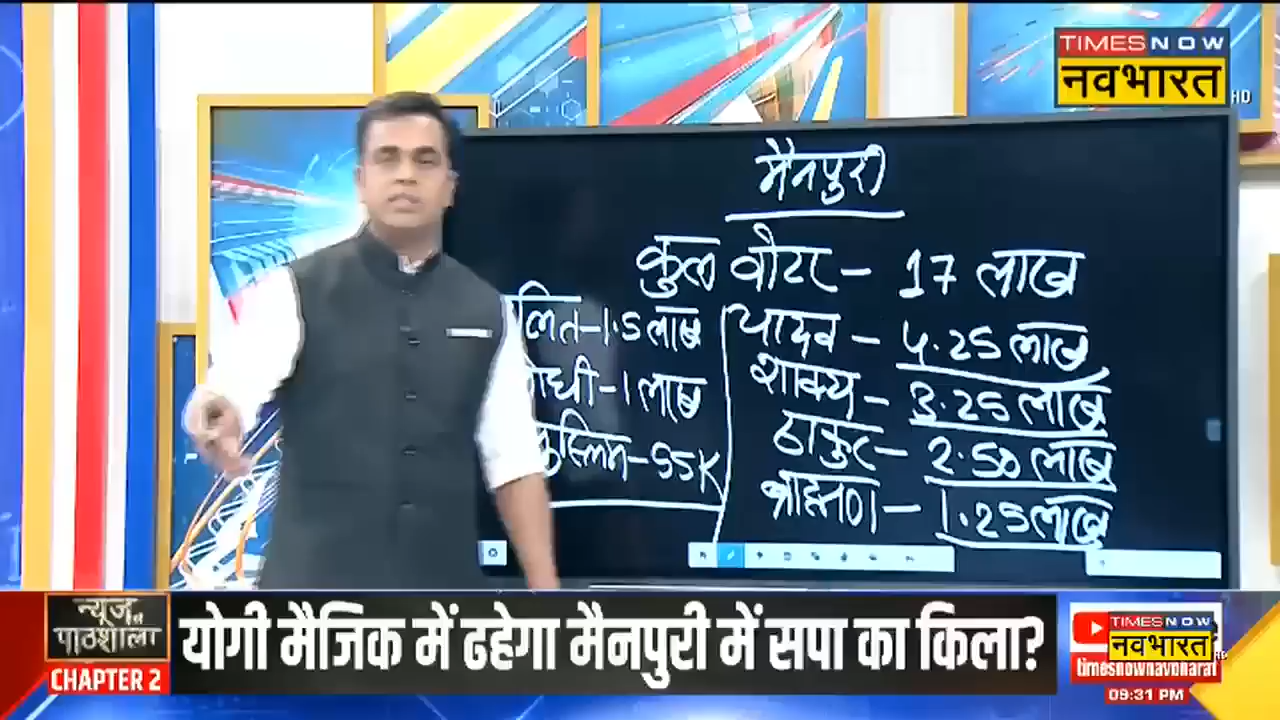 TIMES NOW
नवभारत
HD
मैनपुरी
कुल वोटर – 17 लाख
लित–1.5 लाख
धी–1 लाख
मुस्लिम–55K
यादव – 4.25 लाख
शाक्य – 3.25 लाख
ठाकुर – 2.50 लाख
ब्राह्मण – 1.25 लाख
न्यूज़ की
पाठशाला
CHAPTER 2
योगी मैजिक में ढहेगा मैनपुरी में सपा का किला?
TIMES NOW
नवभारत
timesnownavbharat
09:31 PM